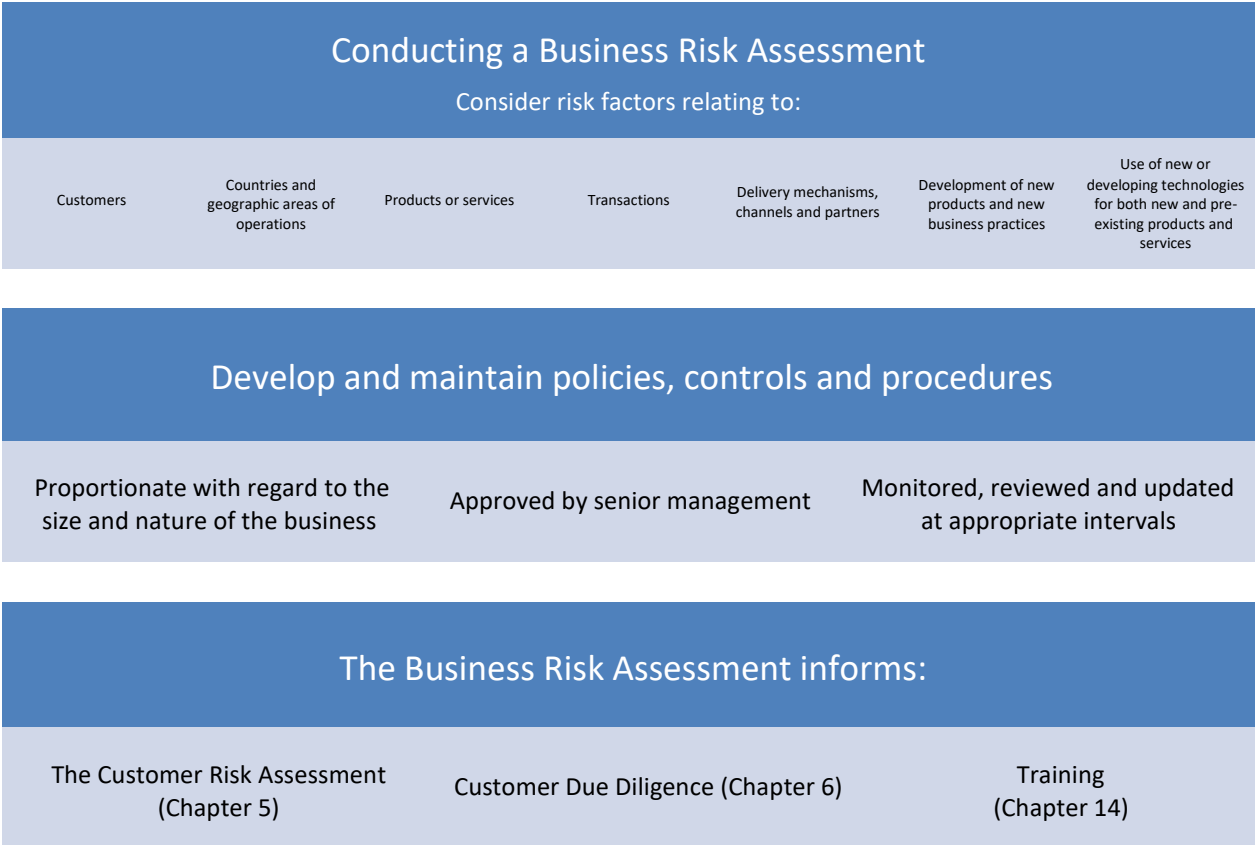 Conducting a Business Risk Assessment
Consider risk factors relating to:
Customers
Countries and
geographic areas of
operations
Products or services
Transactions
Delivery mechanisms,
channels and partners
Development of new
products and new
business practices
Use of new or
developing technologies
for both new and pre-
existing products and
services
Develop and maintain policies, controls and procedures
Proportionate with regard to the
size and nature of the business
Approved by senior management
Monitored, reviewed and updated
at appropriate intervals
The Business Risk Assessment informs:
The Customer Risk Assessment
(Chapter 5)
Customer Due Diligence (Chapter 6)
Training
(Chapter 14)